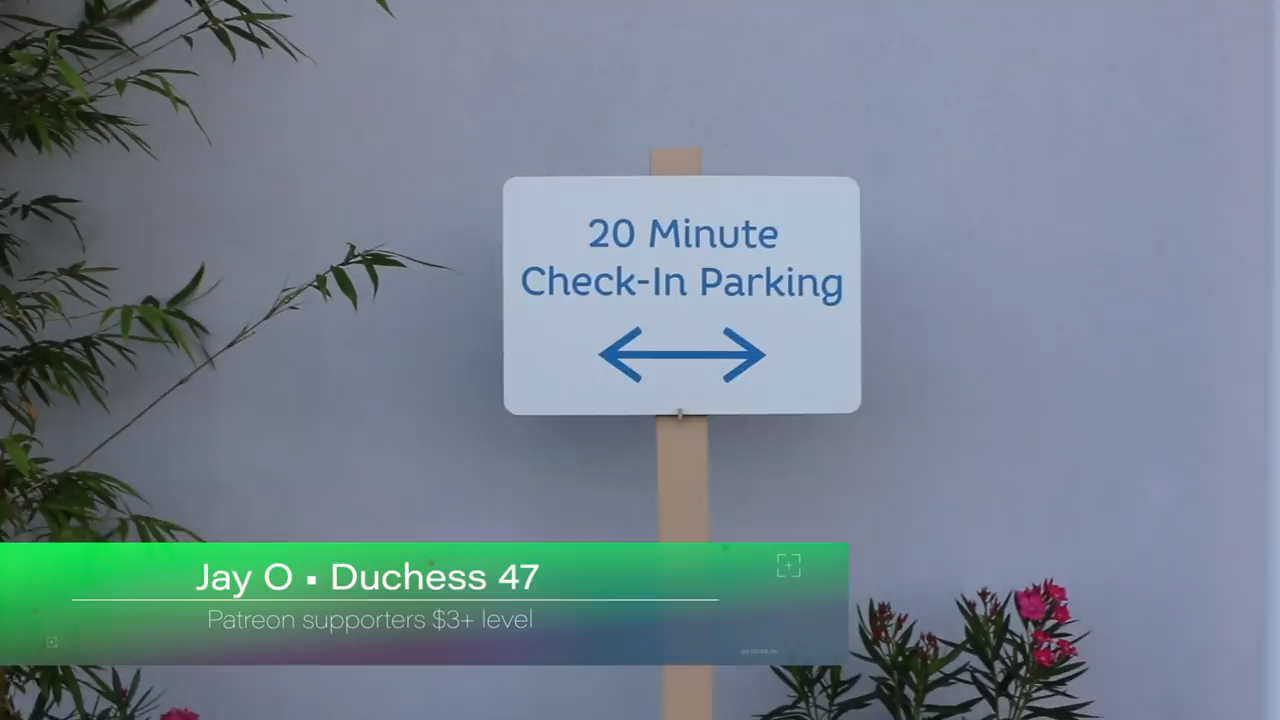 20 Minute
Check-In Parking
Jay O ▪ Duchess 47
Patreon supporters $3+ level